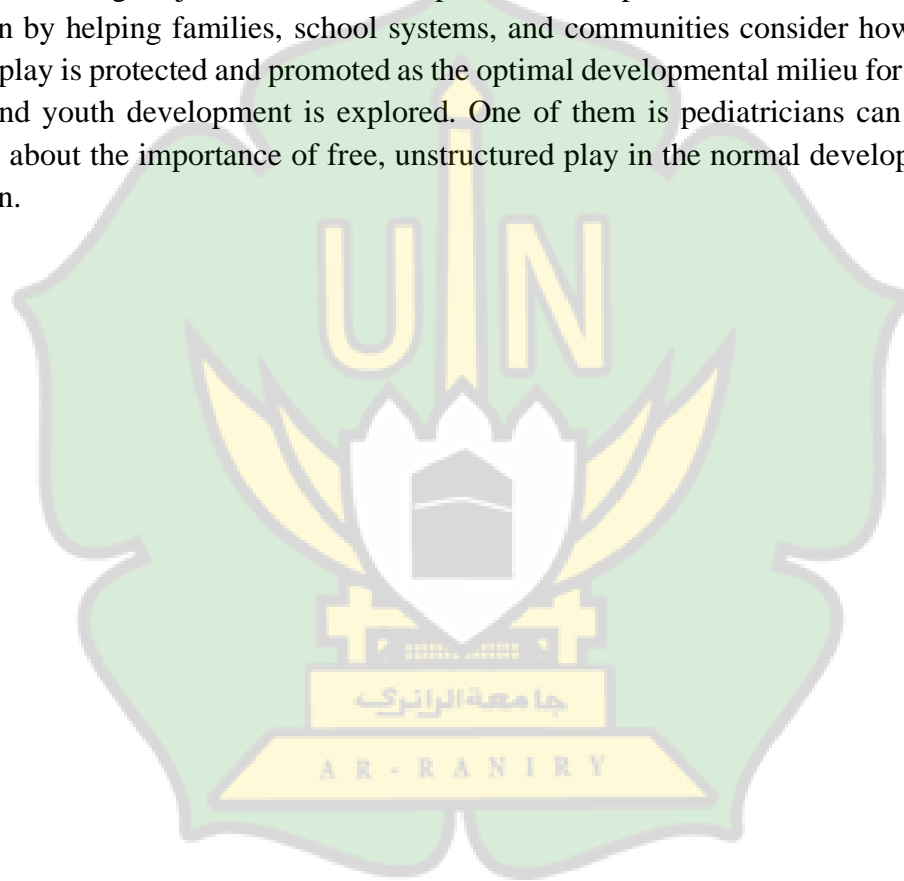 n by helping families, school systems, and communities consider how
play is protected and promoted as the optimal developmental milieu for
nd youth development is explored. One of them is pediatricians can
about the importance of free, unstructured play in the normal develop
n.
UIN
جامعةالرانري
AR-RANIRY